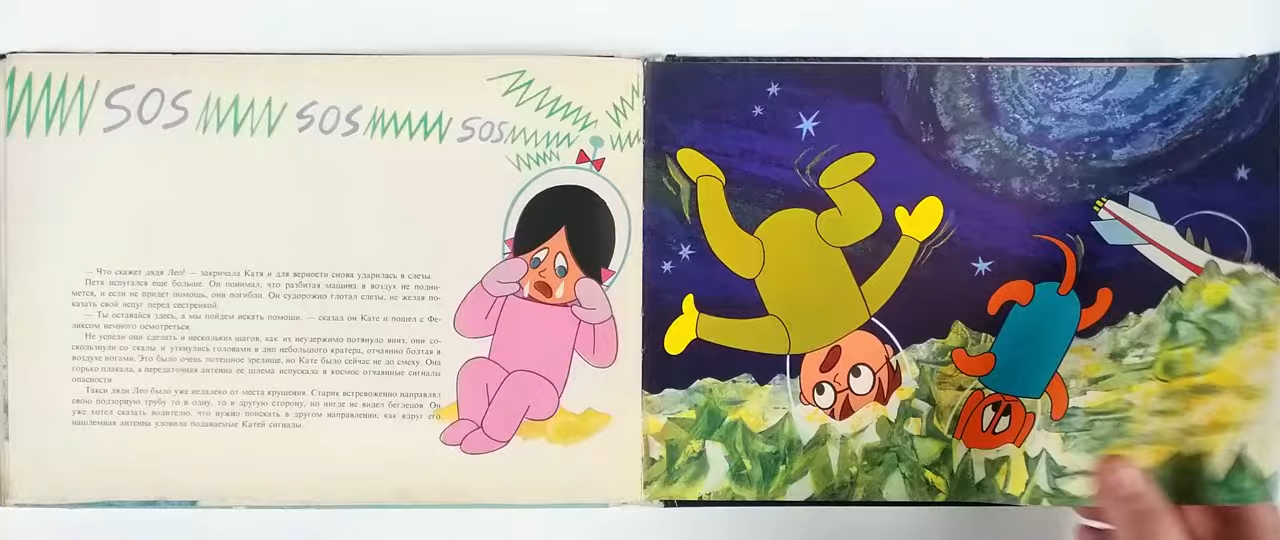 SOS SOS SOS
— Что скажет дядя Лео! — закричала Катя и для верности снова ударилась в слезы.
Петя испугался еще больше. Он понимал, что разбитая машина в воздух не подни-
мется, и если не придет помощь, они погибли. Он судорожно глотал слезы, не желая по-
казать свой испуг перед сестренкой.
— Ты оставайся здесь, а мы пойдем искать помощи, — сказал он Кате и пошел с Фе-
ликсом немного осмотреться.
Не успели они сделать и нескольких шагов, как их неудержимо потянуло вниз, они со-
скользнули со скалы и уткнулись головами в дно небольшого кратера, отчаянно болтая в
воздухе ногами. Это было очень потешное зрелище, но Кате было сейчас не до смеху. Она
горько плакала, а передаточная антенна ее шлема испускала в космос отчаянные сигналы
опасности.
Такси дяди Лео было уже недалеко от места крушения. Старик встревоженно направлял
свою подзорную трубу то в одну, то в другую сторону, но нигде не видел беглецов. Он
уже хотел сказать водителю, что нужно поискать в другом направлении, как вдруг его
нашлемная антенна уловила подаваемые Катей сигналы.